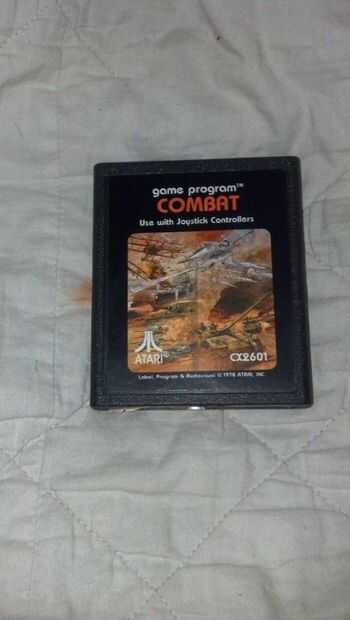 game program™
COMBAT
Use with Joystick Controllers
ATARI®
CX2601
Label, Program & Audiovisual © 1978 ATARI, INC